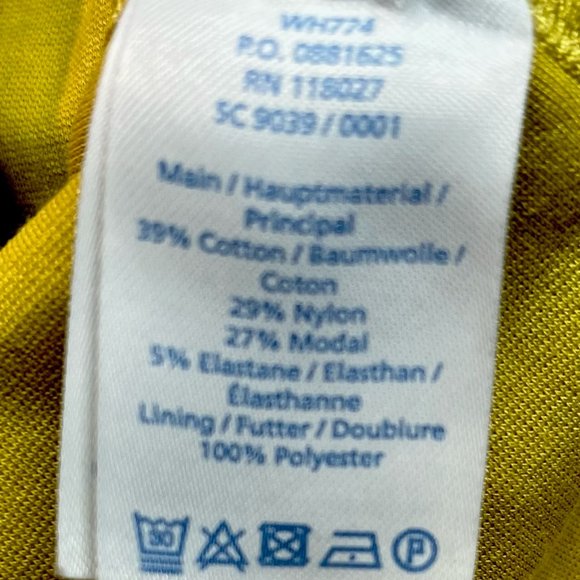 WH774
P.O. 0881625
RN 118027
SC 9039 / 0001
Main / Hauptmaterial /
Principal
39% Cotton / Baumwolle /
Coton
29% Nylon
27% Modal
5% Elastane / Elasthan /
Élasthanne
Lining / Futter / Doublure
100% Polyester
30 P